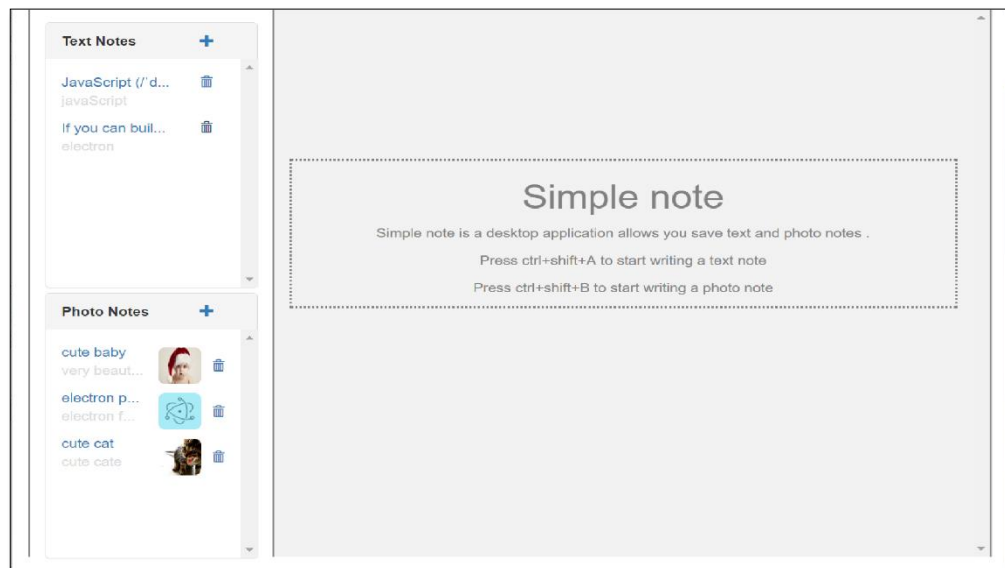 Text Notes
JavaScript (/ˈd...
javaScript
If you can buil...
electron
Photo Notes
cute baby
very beaut...
electron p...
electron f...
cute cat
cute cate
Simple note
Simple note is a desktop application allows you save text and photo notes .
Press ctrl+shift+A to start writing a text note
Press ctrl+shift+B to start writing a photo note